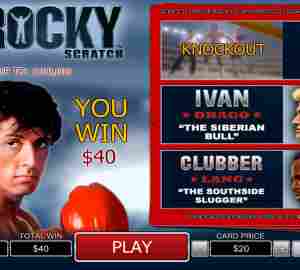 ROCKY
SCRATCH
YOU
WIN
$40
KNOCKOUT
IVAN
DRAGO
"THE SIBERIAN
BULL"
CLUBBER
LANG
"THE SOUTHSIDE
SLUGGER"
TOTAL WIN
$40
PLAY
CARD PRICE
$20